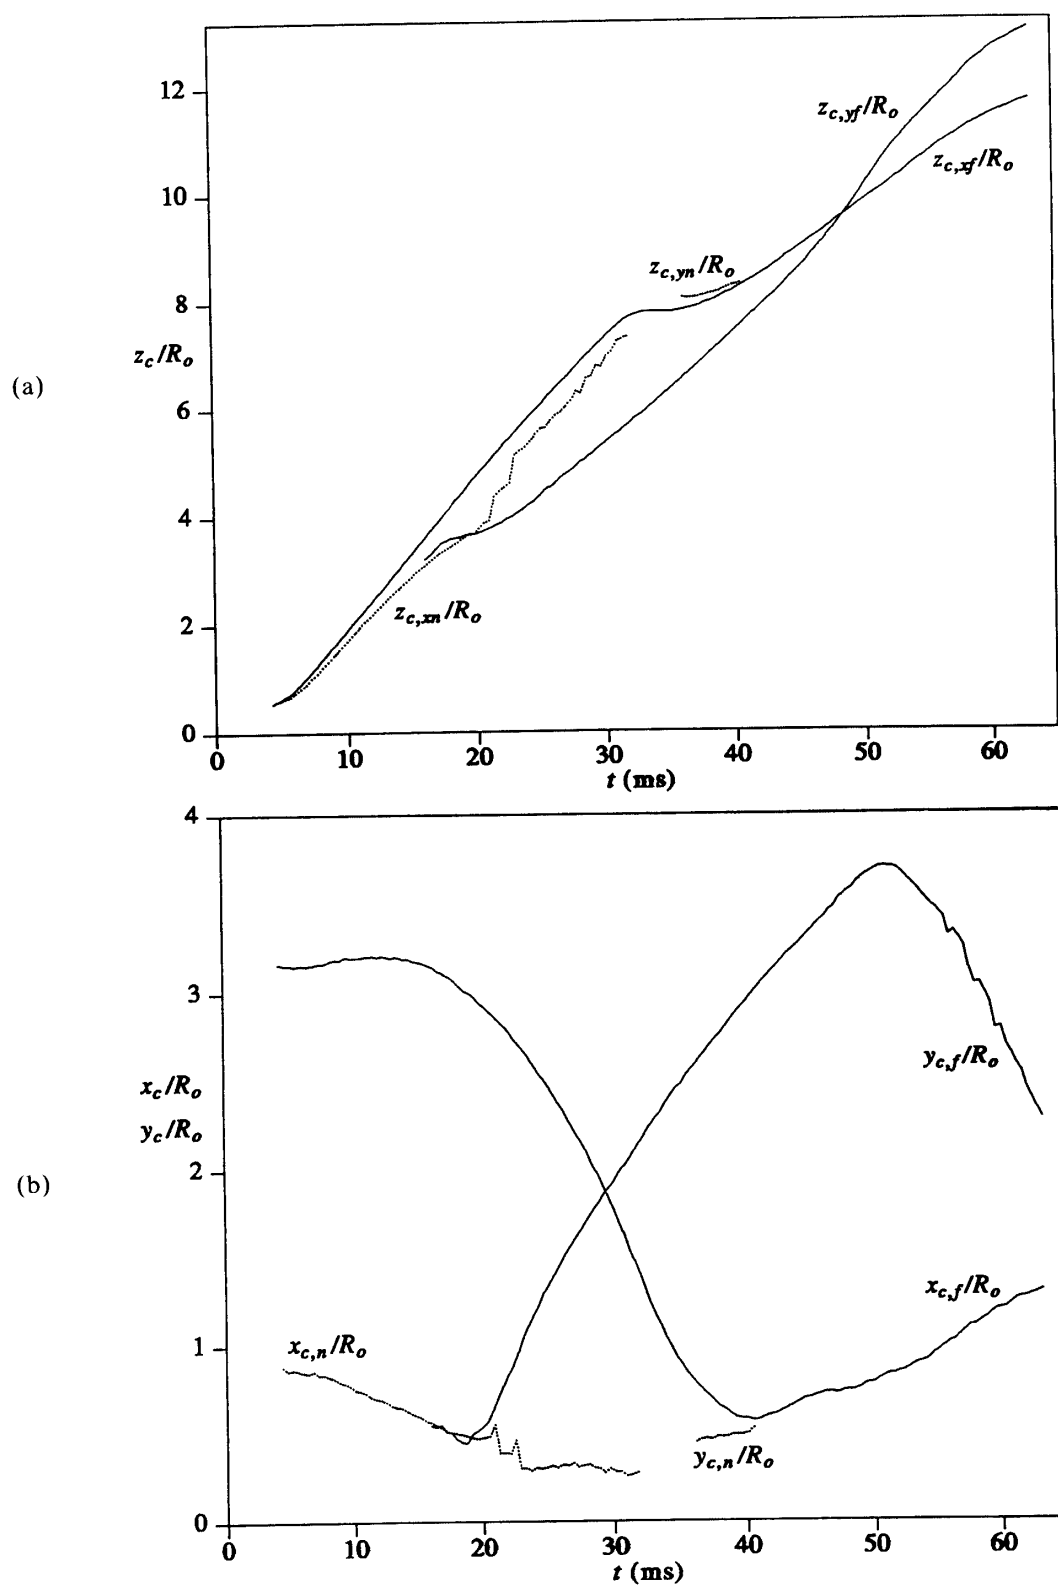 12
10
8
6
4
2
0
z_c/R_o
(a)
z_{c,yf}/R_o
z_{c,xf}/R_o
z_{c,yn}/R_o
z_{c,xn}/R_o
0 10 20 30 40 50 60
t (ms)
4
3
2
1
0
x_c/R_o
y_c/R_o
(b)
y_{c,f}/R_o
x_{c,f}/R_o
x_{c,n}/R_o
y_{c,n}/R_o
0 10 20 30 40 50 60
t (ms)